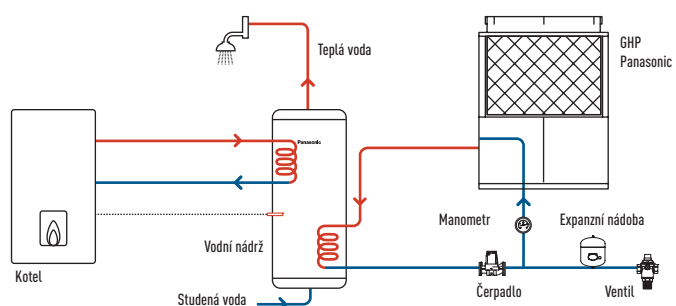 Teplá voda
GHP
Panasonic
Panasonic
Manometr
Expanzní nádoba
Vodní nádrž
Kotel
Čerpadlo
Ventil
Studená voda